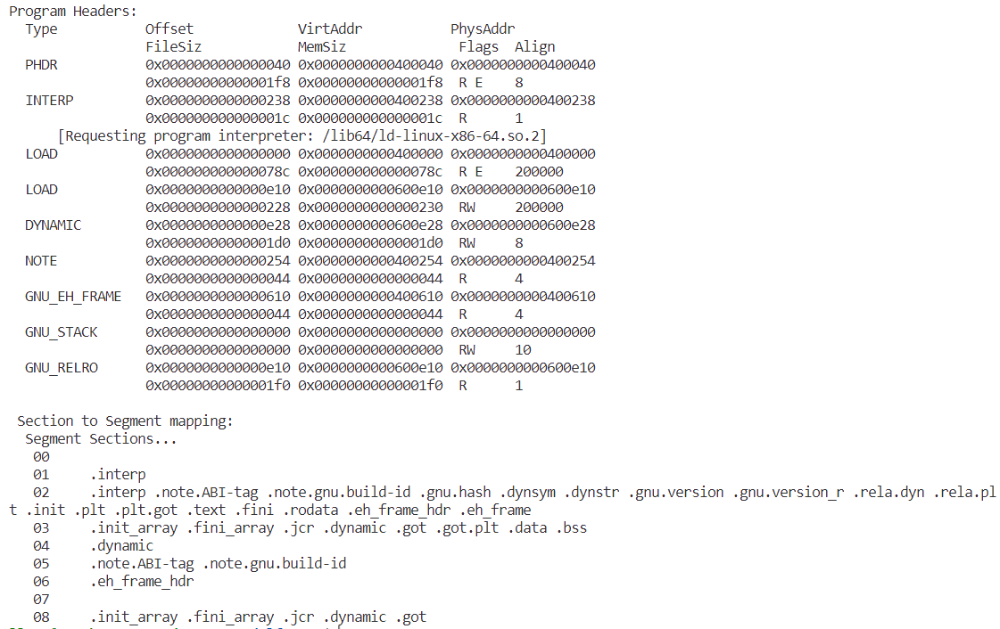 Program Headers:
  Type           Offset             VirtAddr           PhysAddr
                 FileSiz            MemSiz              Flags  Align
  PHDR           0x0000000000000040 0x0000000000400040 0x0000000000400040
                 0x00000000000001f8 0x00000000000001f8  R E    8
  INTERP         0x0000000000000238 0x0000000000400238 0x0000000000400238
                 0x000000000000001c 0x000000000000001c  R      1
      [Requesting program interpreter: /lib64/ld-linux-x86-64.so.2]
  LOAD           0x0000000000000000 0x0000000000400000 0x0000000000400000
                 0x000000000000078c 0x000000000000078c  R E    200000
  LOAD           0x0000000000000e10 0x0000000000600e10 0x0000000000600e10
                 0x0000000000000228 0x0000000000000230  RW     200000
  DYNAMIC        0x0000000000000e28 0x0000000000600e28 0x0000000000600e28
                 0x00000000000001d0 0x00000000000001d0  RW     8
  NOTE           0x0000000000000254 0x0000000000400254 0x0000000000400254
                 0x0000000000000044 0x0000000000000044  R      4
  GNU_EH_FRAME   0x0000000000000610 0x0000000000400610 0x0000000000400610
                 0x0000000000000044 0x0000000000000044  R      4
  GNU_STACK      0x0000000000000000 0x0000000000000000 0x0000000000000000
                 0x0000000000000000 0x0000000000000000  RW     10
  GNU_RELRO      0x0000000000000e10 0x0000000000600e10 0x0000000000600e10
                 0x00000000000001f0 0x00000000000001f0  R      1

 Section to Segment mapping:
  Segment Sections...
   00
   01     .interp
   02     .interp .note.ABI-tag .note.gnu.build-id .gnu.hash .dynsym .dynstr .gnu.version .gnu.version_r .rela.dyn .rela.pl
t .init .plt .plt.got .text .fini .rodata .eh_frame_hdr .eh_frame
   03     .init_array .fini_array .jcr .dynamic .got .got.plt .data .bss
   04     .dynamic
   05     .note.ABI-tag .note.gnu.build-id
   06     .eh_frame_hdr
   07
   08     .init_array .fini_array .jcr .dynamic .got